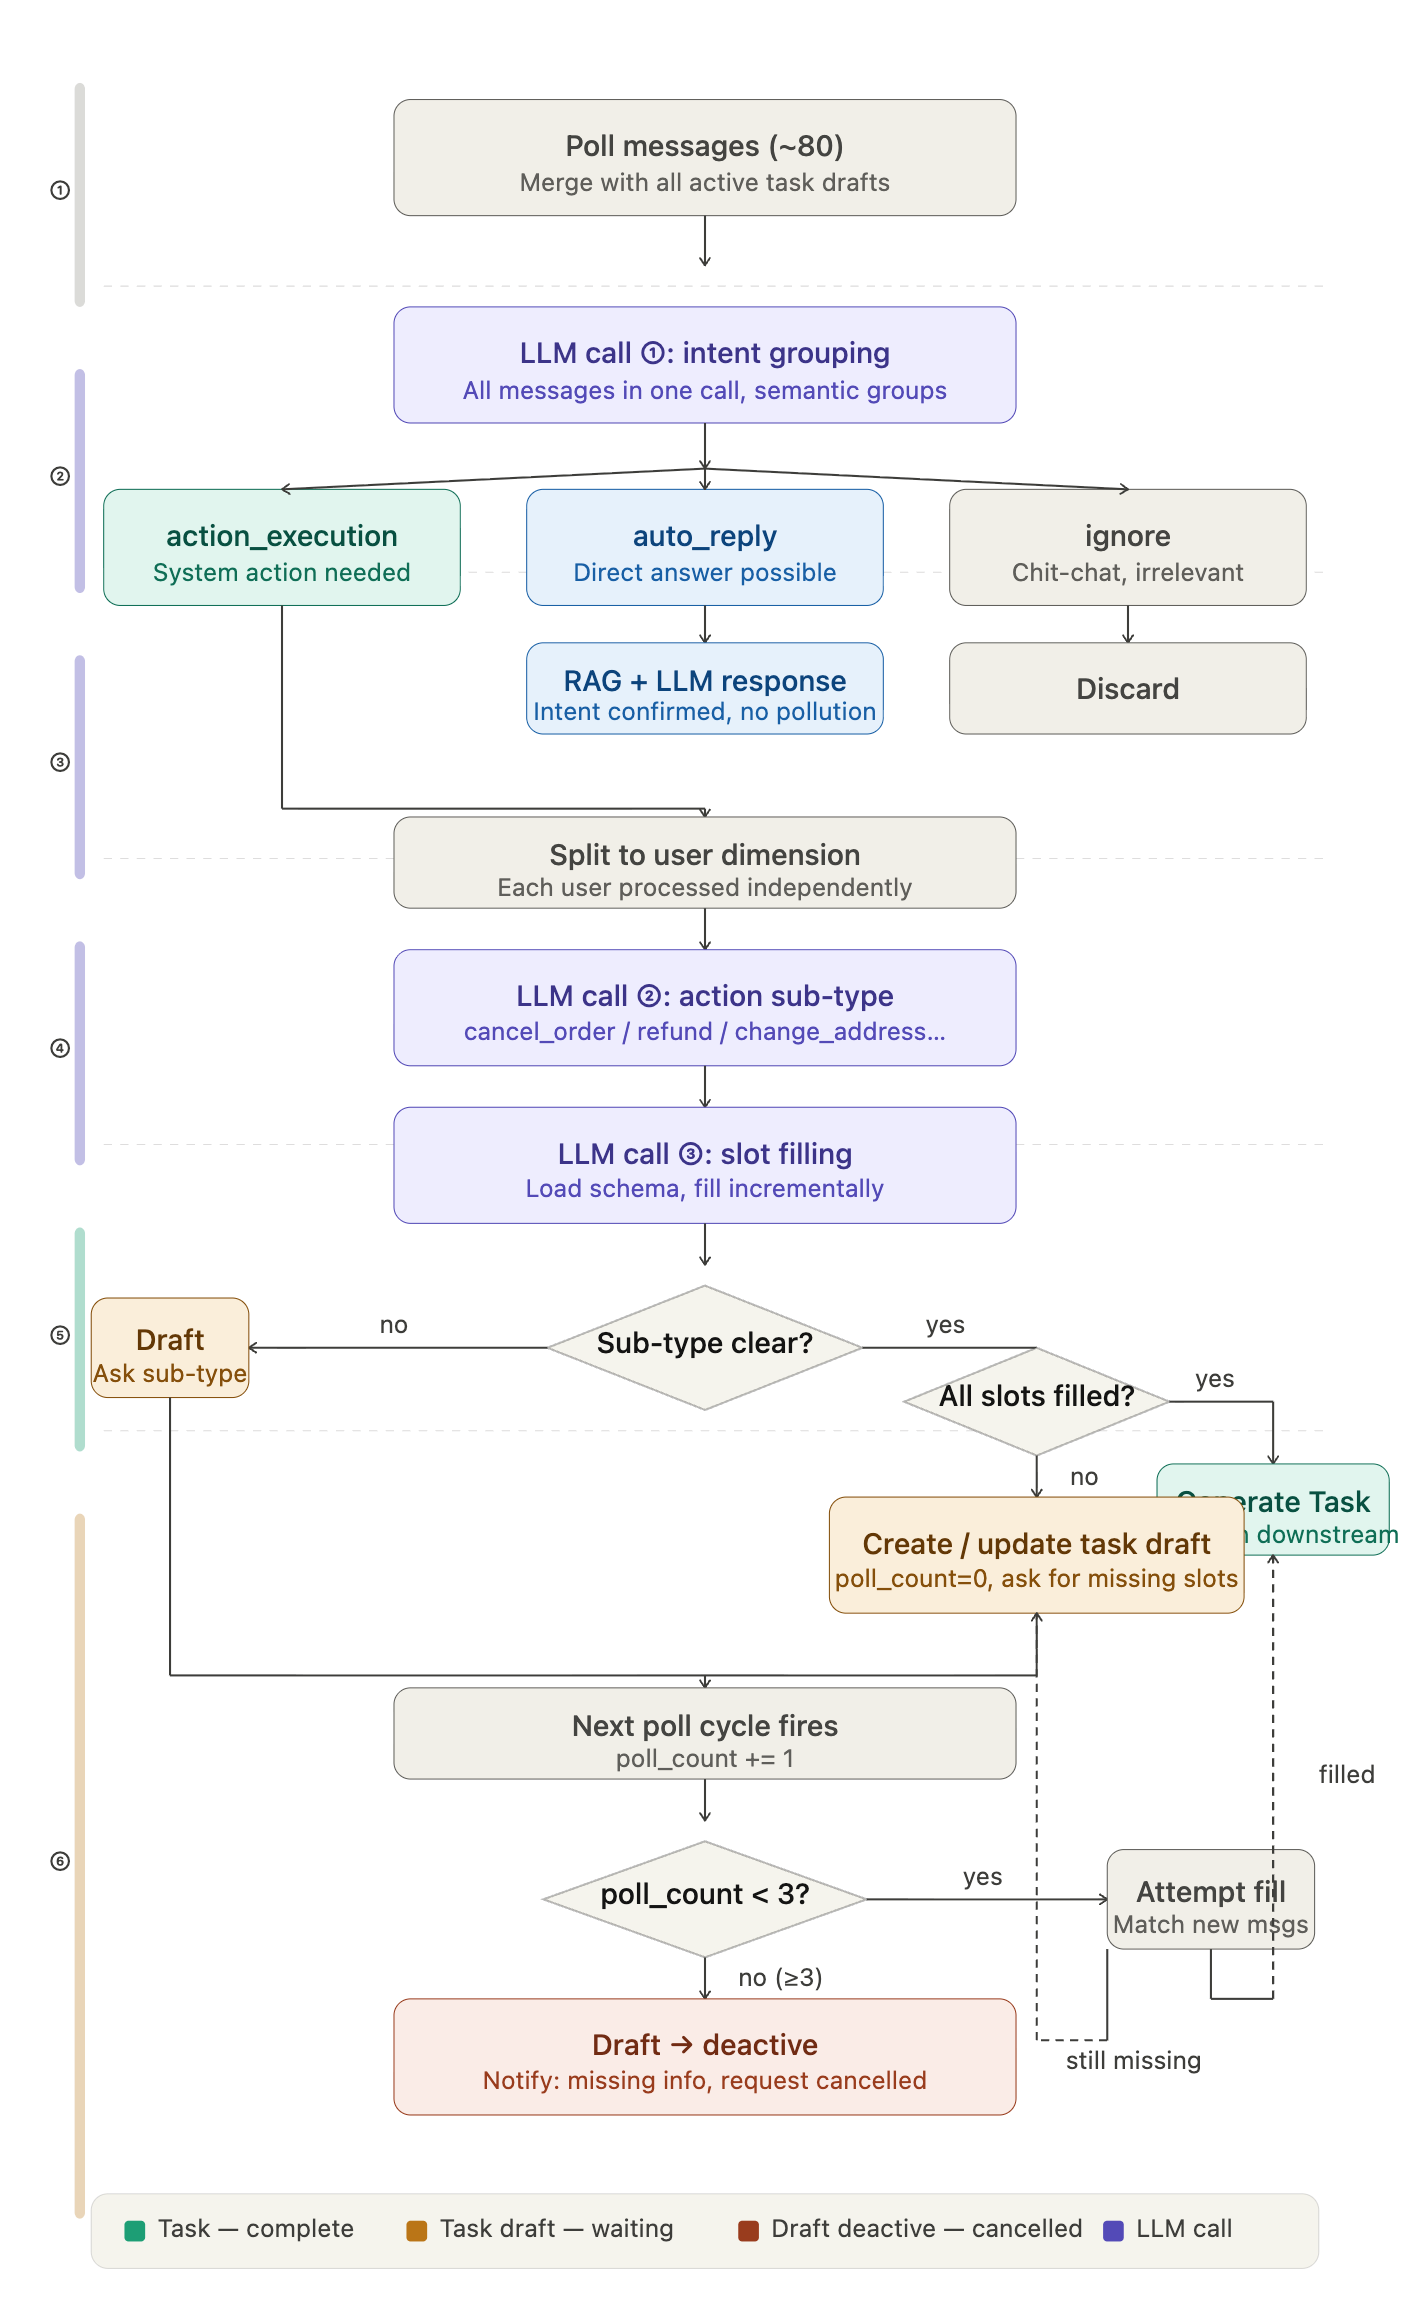 Poll messages (~80)
Merge with all active task drafts
①
LLM call ①: intent grouping
All messages in one call, semantic groups
②
action_execution
System action needed
auto_reply
Direct answer possible
ignore
Chit-chat, irrelevant
RAG + LLM response
Intent confirmed, no pollution
Discard
③
Split to user dimension
Each user processed independently
LLM call ②: action sub-type
cancel_order / refund / change_address...
④
LLM call ③: slot filling
Load schema, fill incrementally
⑤
Draft
Ask sub-type
no
Sub-type clear?
yes
All slots filled?
yes
no
Task
downstream
Create / update task draft
poll_count=0, ask for missing slots
Next poll cycle fires
poll_count += 1
filled
⑥
poll_count < 3?
yes
Attempt fill
Match new msgs
no (≥3)
Draft → deactive
Notify: missing info, request cancelled
still missing
Task — complete
Task draft — waiting
Draft deactive — cancelled
LLM call